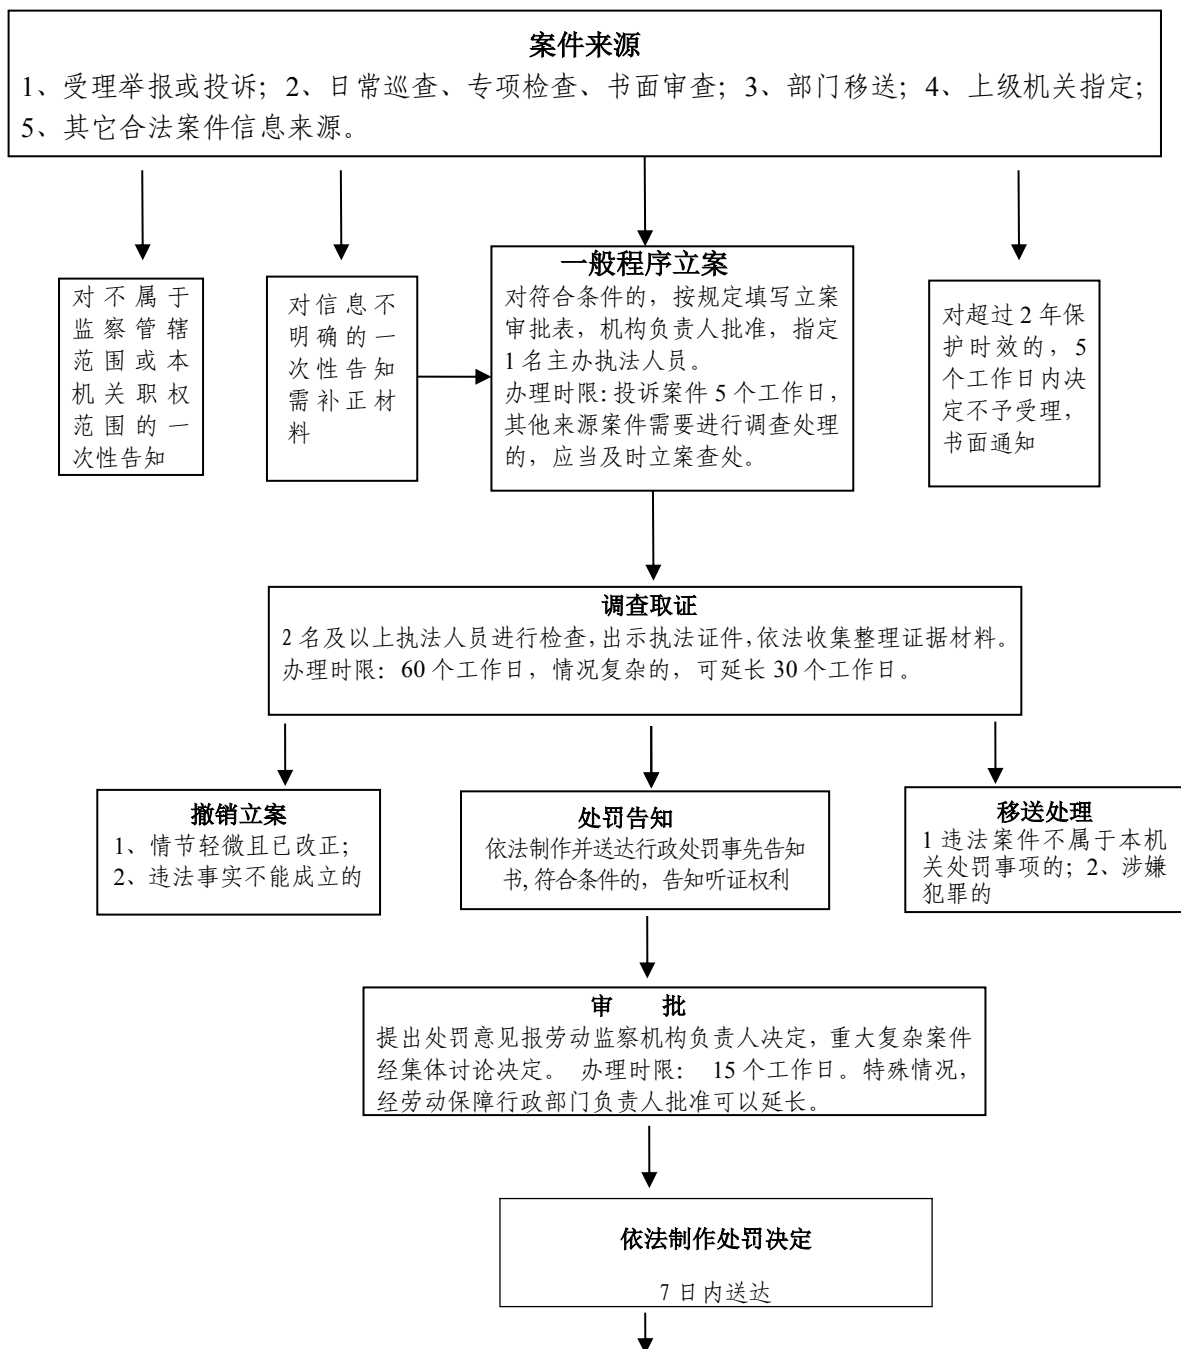 案件来源
1、受理举报或投诉；2、日常巡查、专项检查、书面审查；3、部门移送；4、上级机关指定；
5、其它合法案件信息来源。
对不属于
监察管辖
范围或本
机关职权
范围的一
次性告知
对信息不
明确的一
次性告知
需补正材
料
一般程序立案
对符合条件的，按规定填写立案
审批表，机构负责人批准，指定
1名主办执法人员。
办理时限：投诉案件5个工作日，
其他来源案件需要进行调查处理
的，应当及时立案查处。
对超过2年保
护时效的，5
个工作日内决
定不予受理，
书面通知
调查取证
2名及以上执法人员进行检查，出示执法证件，依法收集整理证据材料。
办理时限：60个工作日，情况复杂的，可延长30个工作日。
撤销立案
1、情节轻微且已改正；
2、违法事实不能成立的
处罚告知
依法制作并送达行政处罚事先告知
书，符合条件的，告知听证权利
移送处理
1违法案件不属于本机
关处罚事项的；2、涉嫌
犯罪的
审 批
提出处罚意见报劳动监察机构负责人决定，重大复杂案件
经集体讨论决定。 办理时限： 15个工作日。特殊情况，
经劳动保障行政部门负责人批准可以延长。
依法制作处罚决定
7日内送达